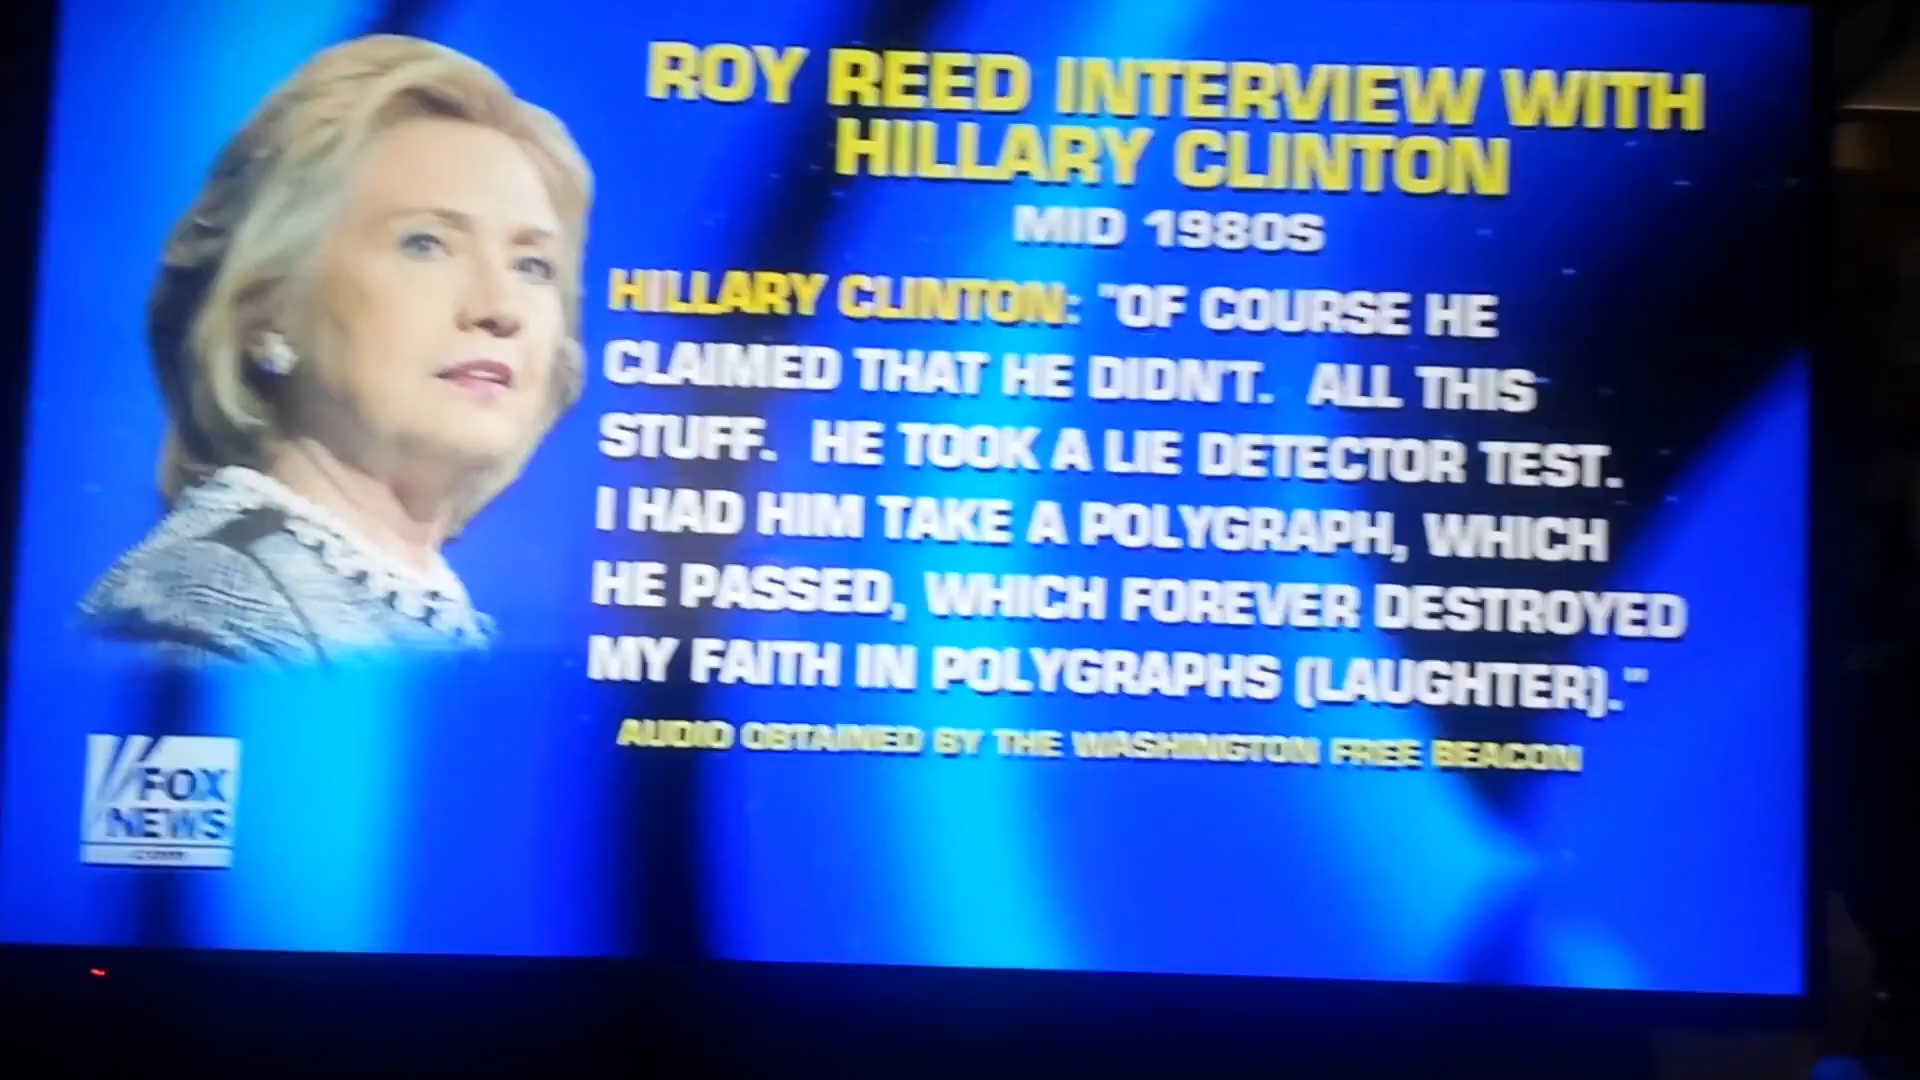 ROY REED INTERVIEW WITH
HILLARY CLINTON
MID 1980S
HILLARY CLINTON: "OF COURSE HE
CLAIMED THAT HE DIDN'T. ALL THIS
STUFF. HE TOOK A LIE DETECTOR TEST.
I HAD HIM TAKE A POLYGRAPH, WHICH
HE PASSED, WHICH FOREVER DESTROYED
MY FAITH IN POLYGRAPHS (LAUGHTER)."
AUDIO OBTAINED BY THE WASHINGTON FREE BEACON
FOX
NEWS
.com